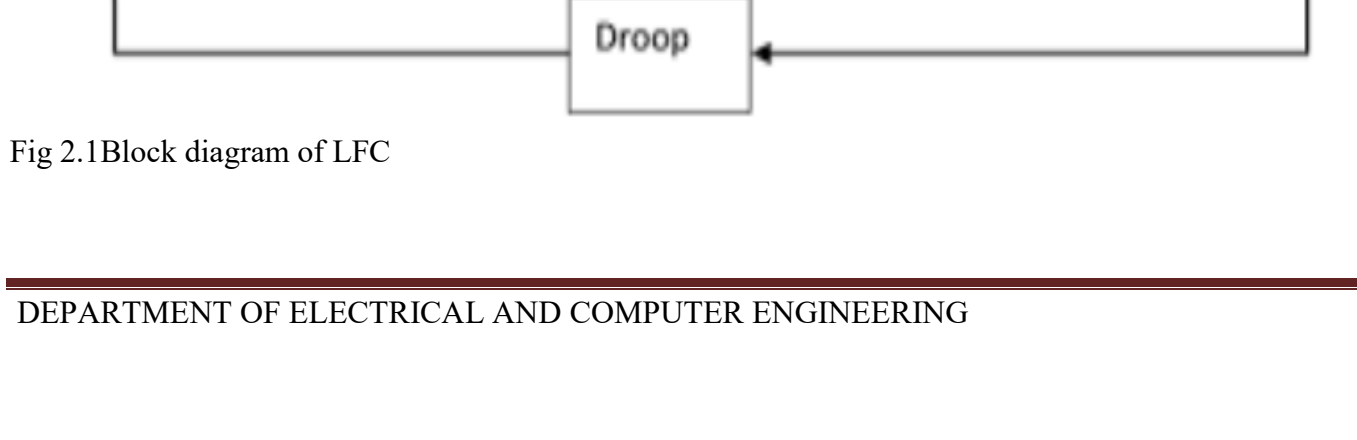 Droop
Fig 2.1Block diagram of LFC
DEPARTMENT OF ELECTRICAL AND COMPUTER ENGINEERING